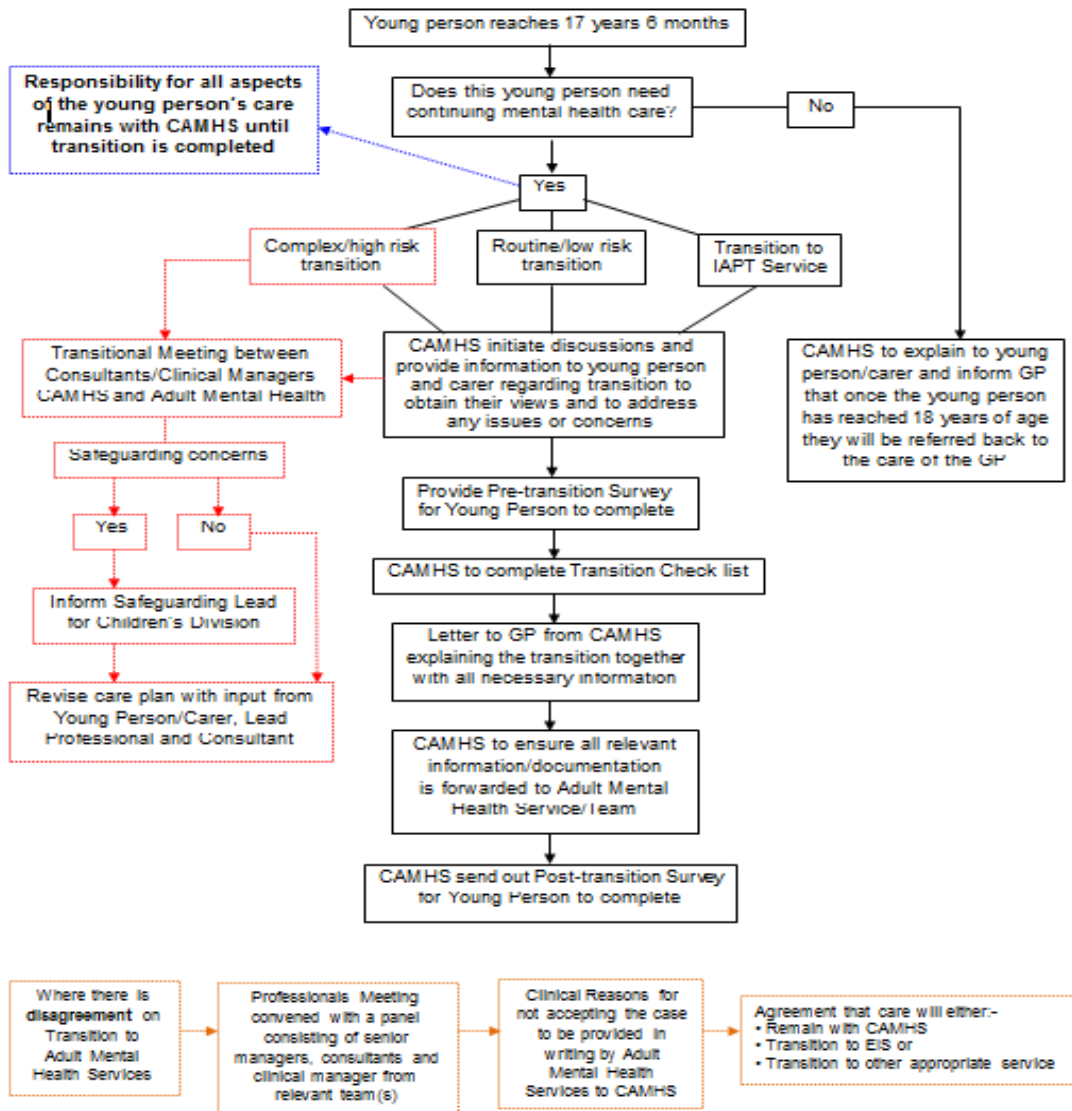 Young person reaches 17 years 6 months
Responsibility for all aspects
of the young person's care
remains with CAMHS until
transition is completed
Does this young person need
continuing mental health care?
No
Yes
Complex/high risk
transition
Routine/low risk
transition
Transition to
IAPT Service
Transitional Meeting between
Consultants/Clinical Managers
CAMHS and Adult Mental Health
CAMHS initiate discussions and
provide information to young person
and carer regarding transition to
obtain their views and to address
any issues or concerns
CAMHS to explain to young
person/carer and inform GP
that once the young person
has reached 18 years of age
they will be referred back to
the care of the GP
Safeguarding concerns
Yes
No
Inform Safeguarding Lead
for Children's Division
Revise care plan with input from
Young Person/Carer, Lead
Professional and Consultant
Provide Pre-transition Survey
for Young Person to complete
CAMHS to complete Transition Check list
Letter to GP from CAMHS
explaining the transition together
with all necessary information
CAMHS to ensure all relevant
information/documentation
is forwarded to Adult Mental
Health Service/Team
CAMHS send out Post-transition Survey
for Young Person to complete
Where there is
disagreement on
Transition to
Adult Mental
Health Services
Professionals Meeting
convened with a panel
consisting of senior
managers, consultants and
clinical manager from
relevant team(s)
Clinical Reasons for
not accepting the case
to be provided in
writing by Adult
Mental Health
Services to CAMHS
Agreement that care will either:-
• Remain with CAMHS
• Transition to EIS or
• Transition to other appropriate service